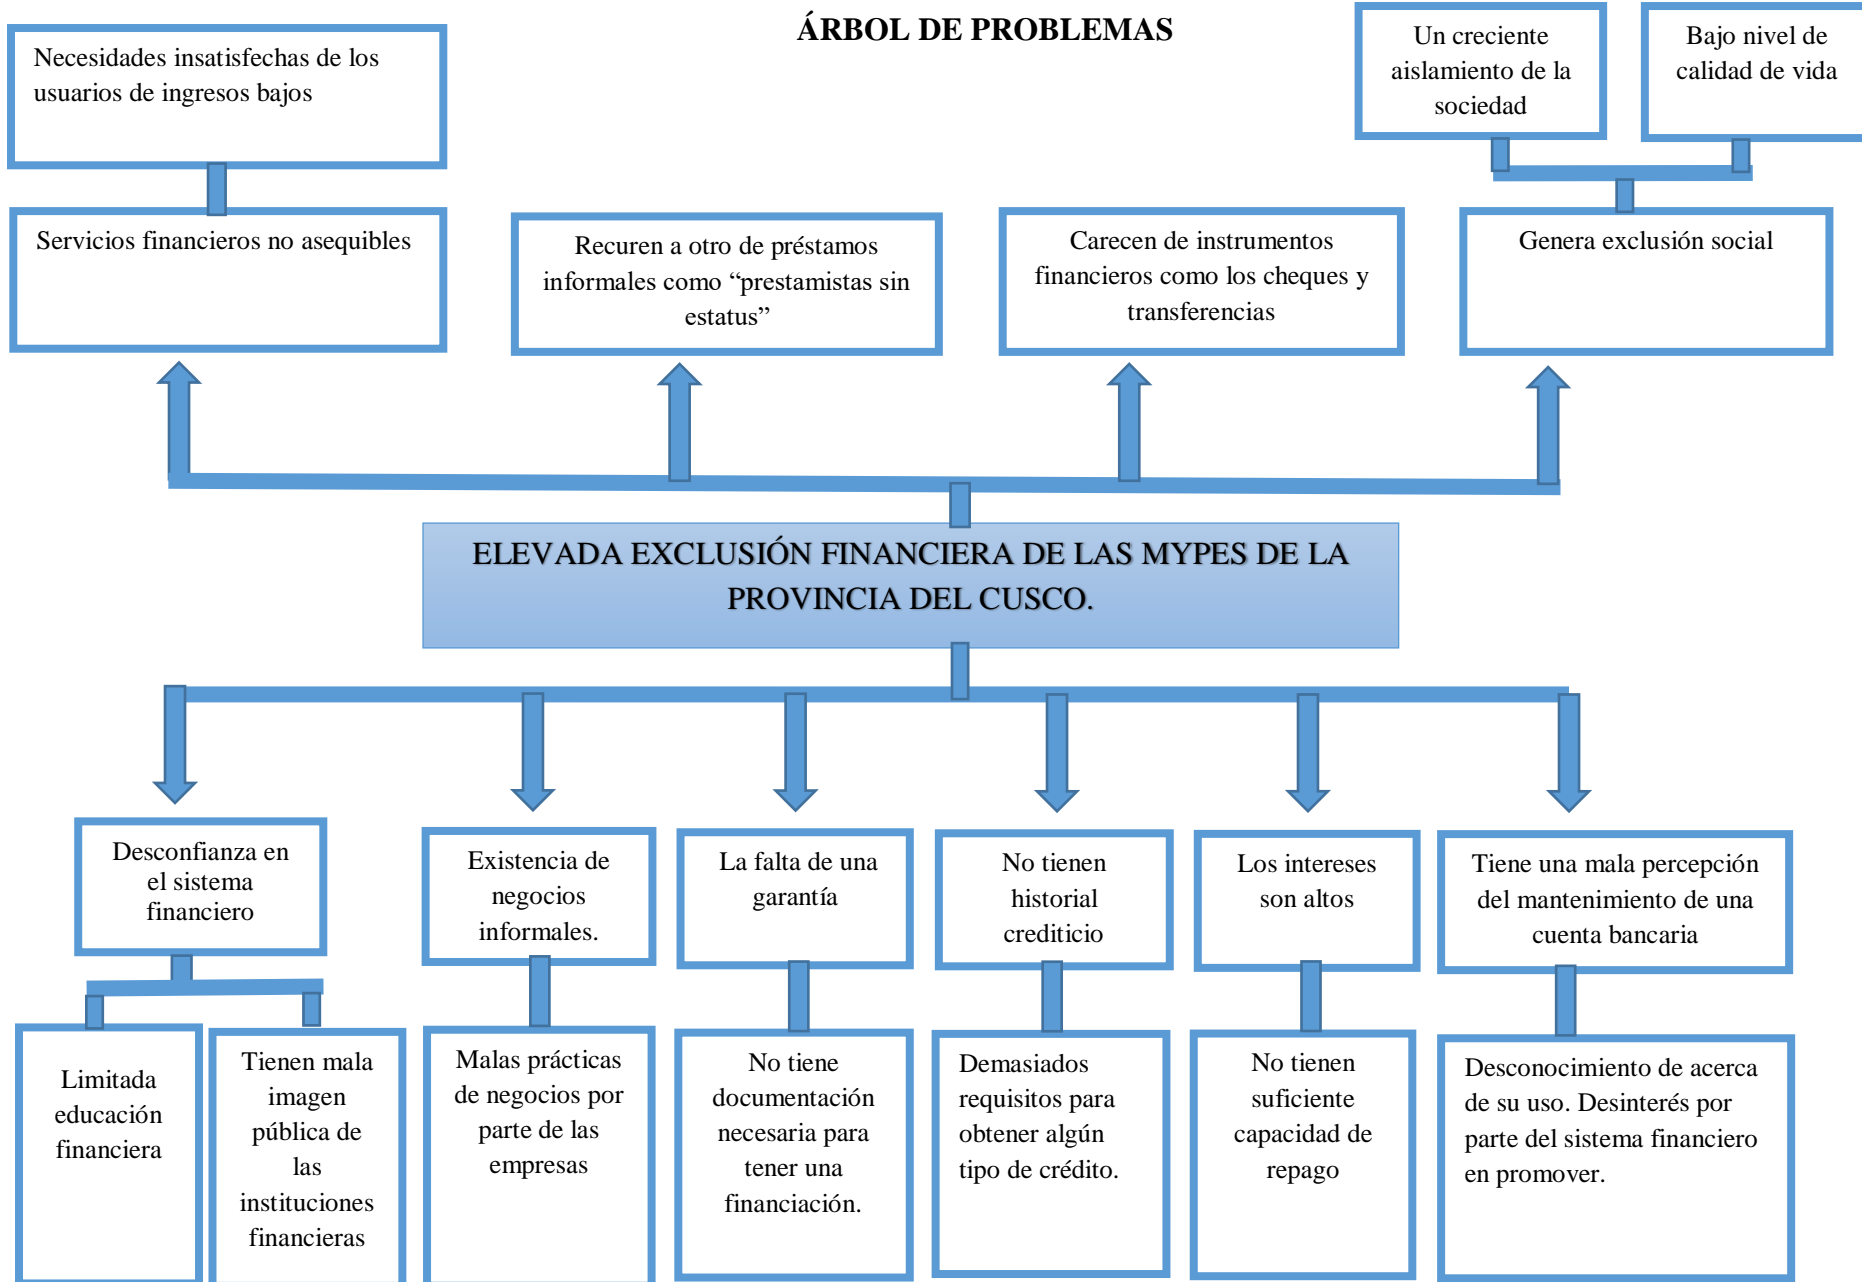 ÁRBOL DE PROBLEMAS
Necesidades insatisfechas de los
usuarios de ingresos bajos
Un creciente
aislamiento de la
sociedad
Bajo nivel de
calidad de vida
Servicios financieros no asequibles
Recuren a otro de préstamos
informales como “prestamistas sin
estatus”
Carecen de instrumentos
financieros como los cheques y
transferencias
Genera exclusión social
ELEVADA EXCLUSIÓN FINANCIERA DE LAS MYPES DE LA
PROVINCIA DEL CUSCO.
Desconfianza en
el sistema
financiero
Existencia de
negocios
informales.
La falta de una
garantía
No tienen
historial
crediticio
Los intereses
son altos
Tiene una mala percepción
del mantenimiento de una
cuenta bancaria
Limitada
educación
financiera
Tienen mala
imagen
pública de
las
instituciones
financieras
Malas prácticas
de negocios por
parte de las
empresas
No tiene
documentación
necesaria para
tener una
financiación.
Demasiados
requisitos para
obtener algún
tipo de crédito.
No tienen
suficiente
capacidad de
repago
Desconocimiento de acerca
de su uso. Desinterés por
parte del sistema financiero
en promover.